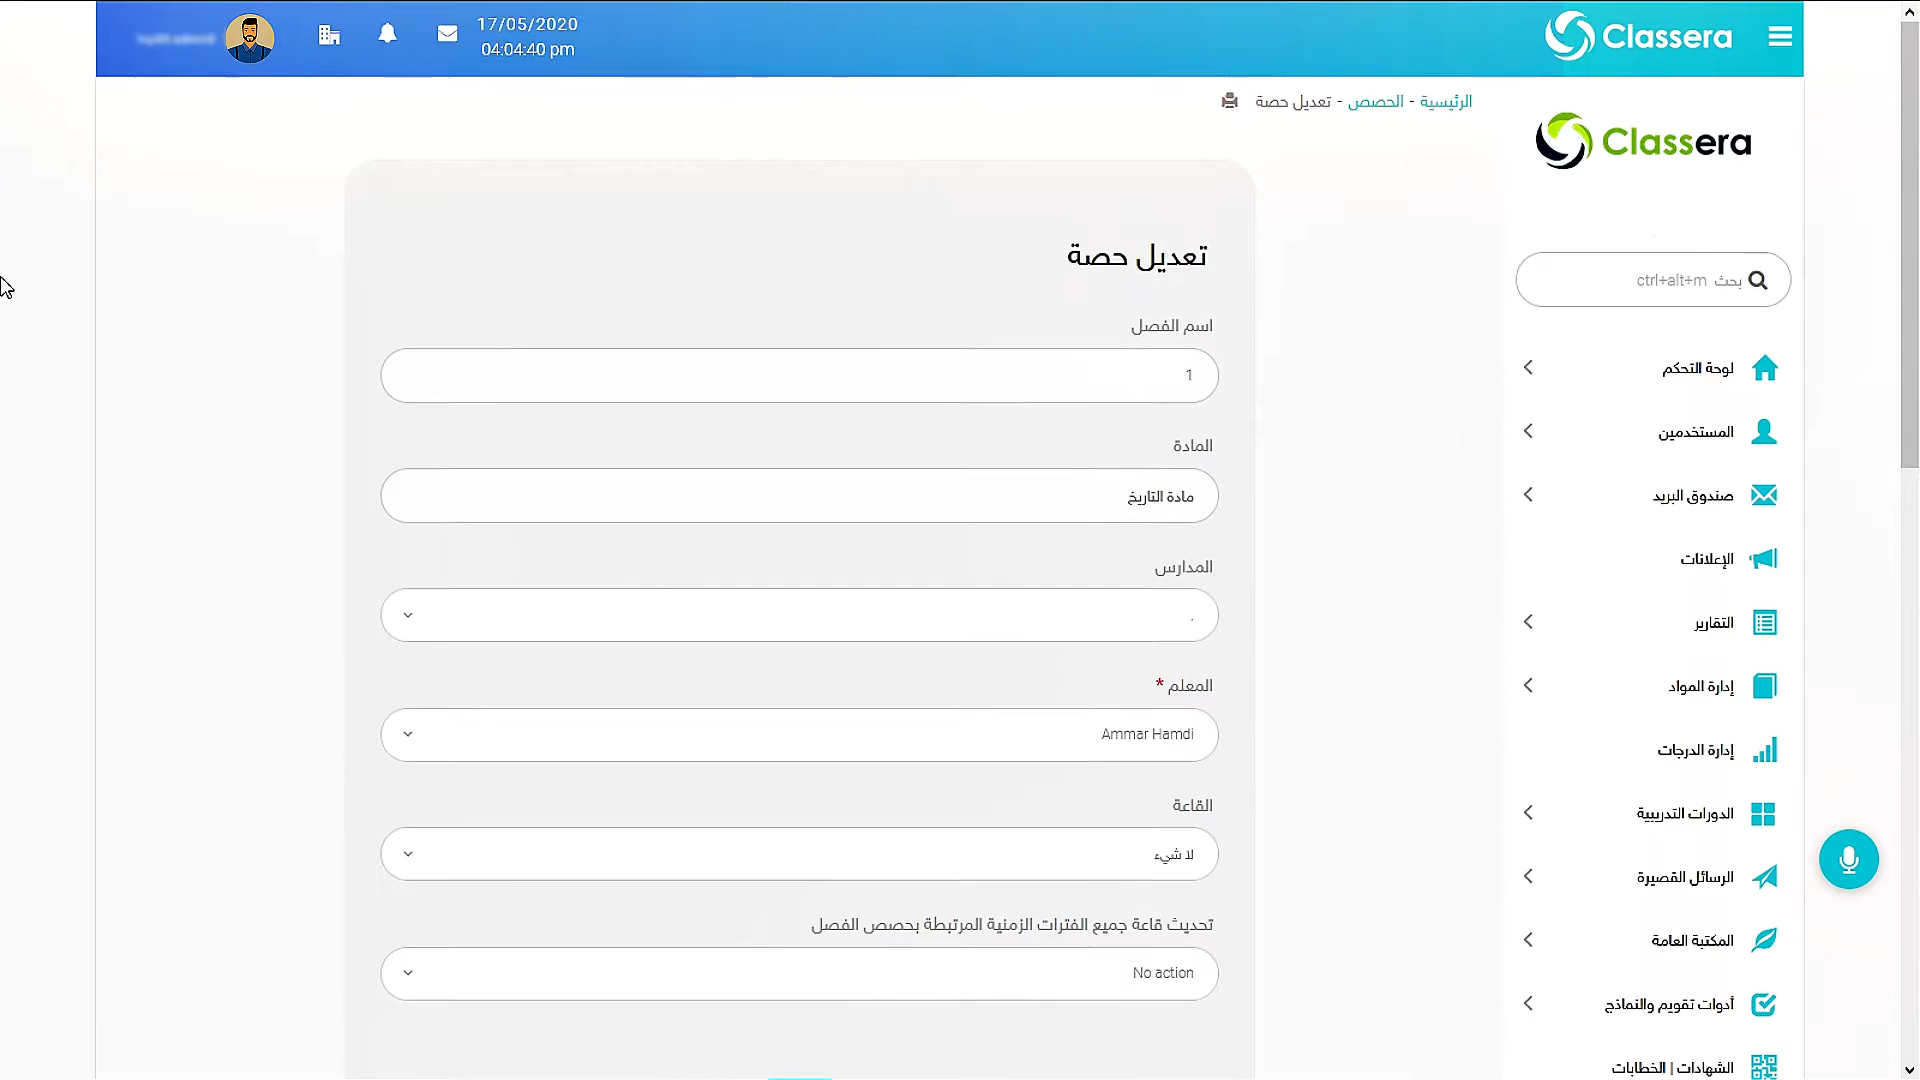 17/05/2020
04:04:40 pm
Classera
الرئيسية - الحصص - تعديل حصة
Classera
بحث ctrl+alt+m
تعديل حصة
اسم الفصل
1
المادة
مادة التاريخ
المدارس
.
المعلم *
Ammar Hamdi
القاعة
لا شيء
تحديث قاعة جميع الفترات الزمنية المرتبطة بحصص الفصل
No action
لوحة التحكم
المستخدمين
صندوق البريد
الإعلانات
التقارير
إدارة المواد
إدارة الدرجات
الدورات التدريبية
الرسائل القصيرة
المكتبة العامة
أدوات تقويم والنماذج
الشهادات | الخطابات